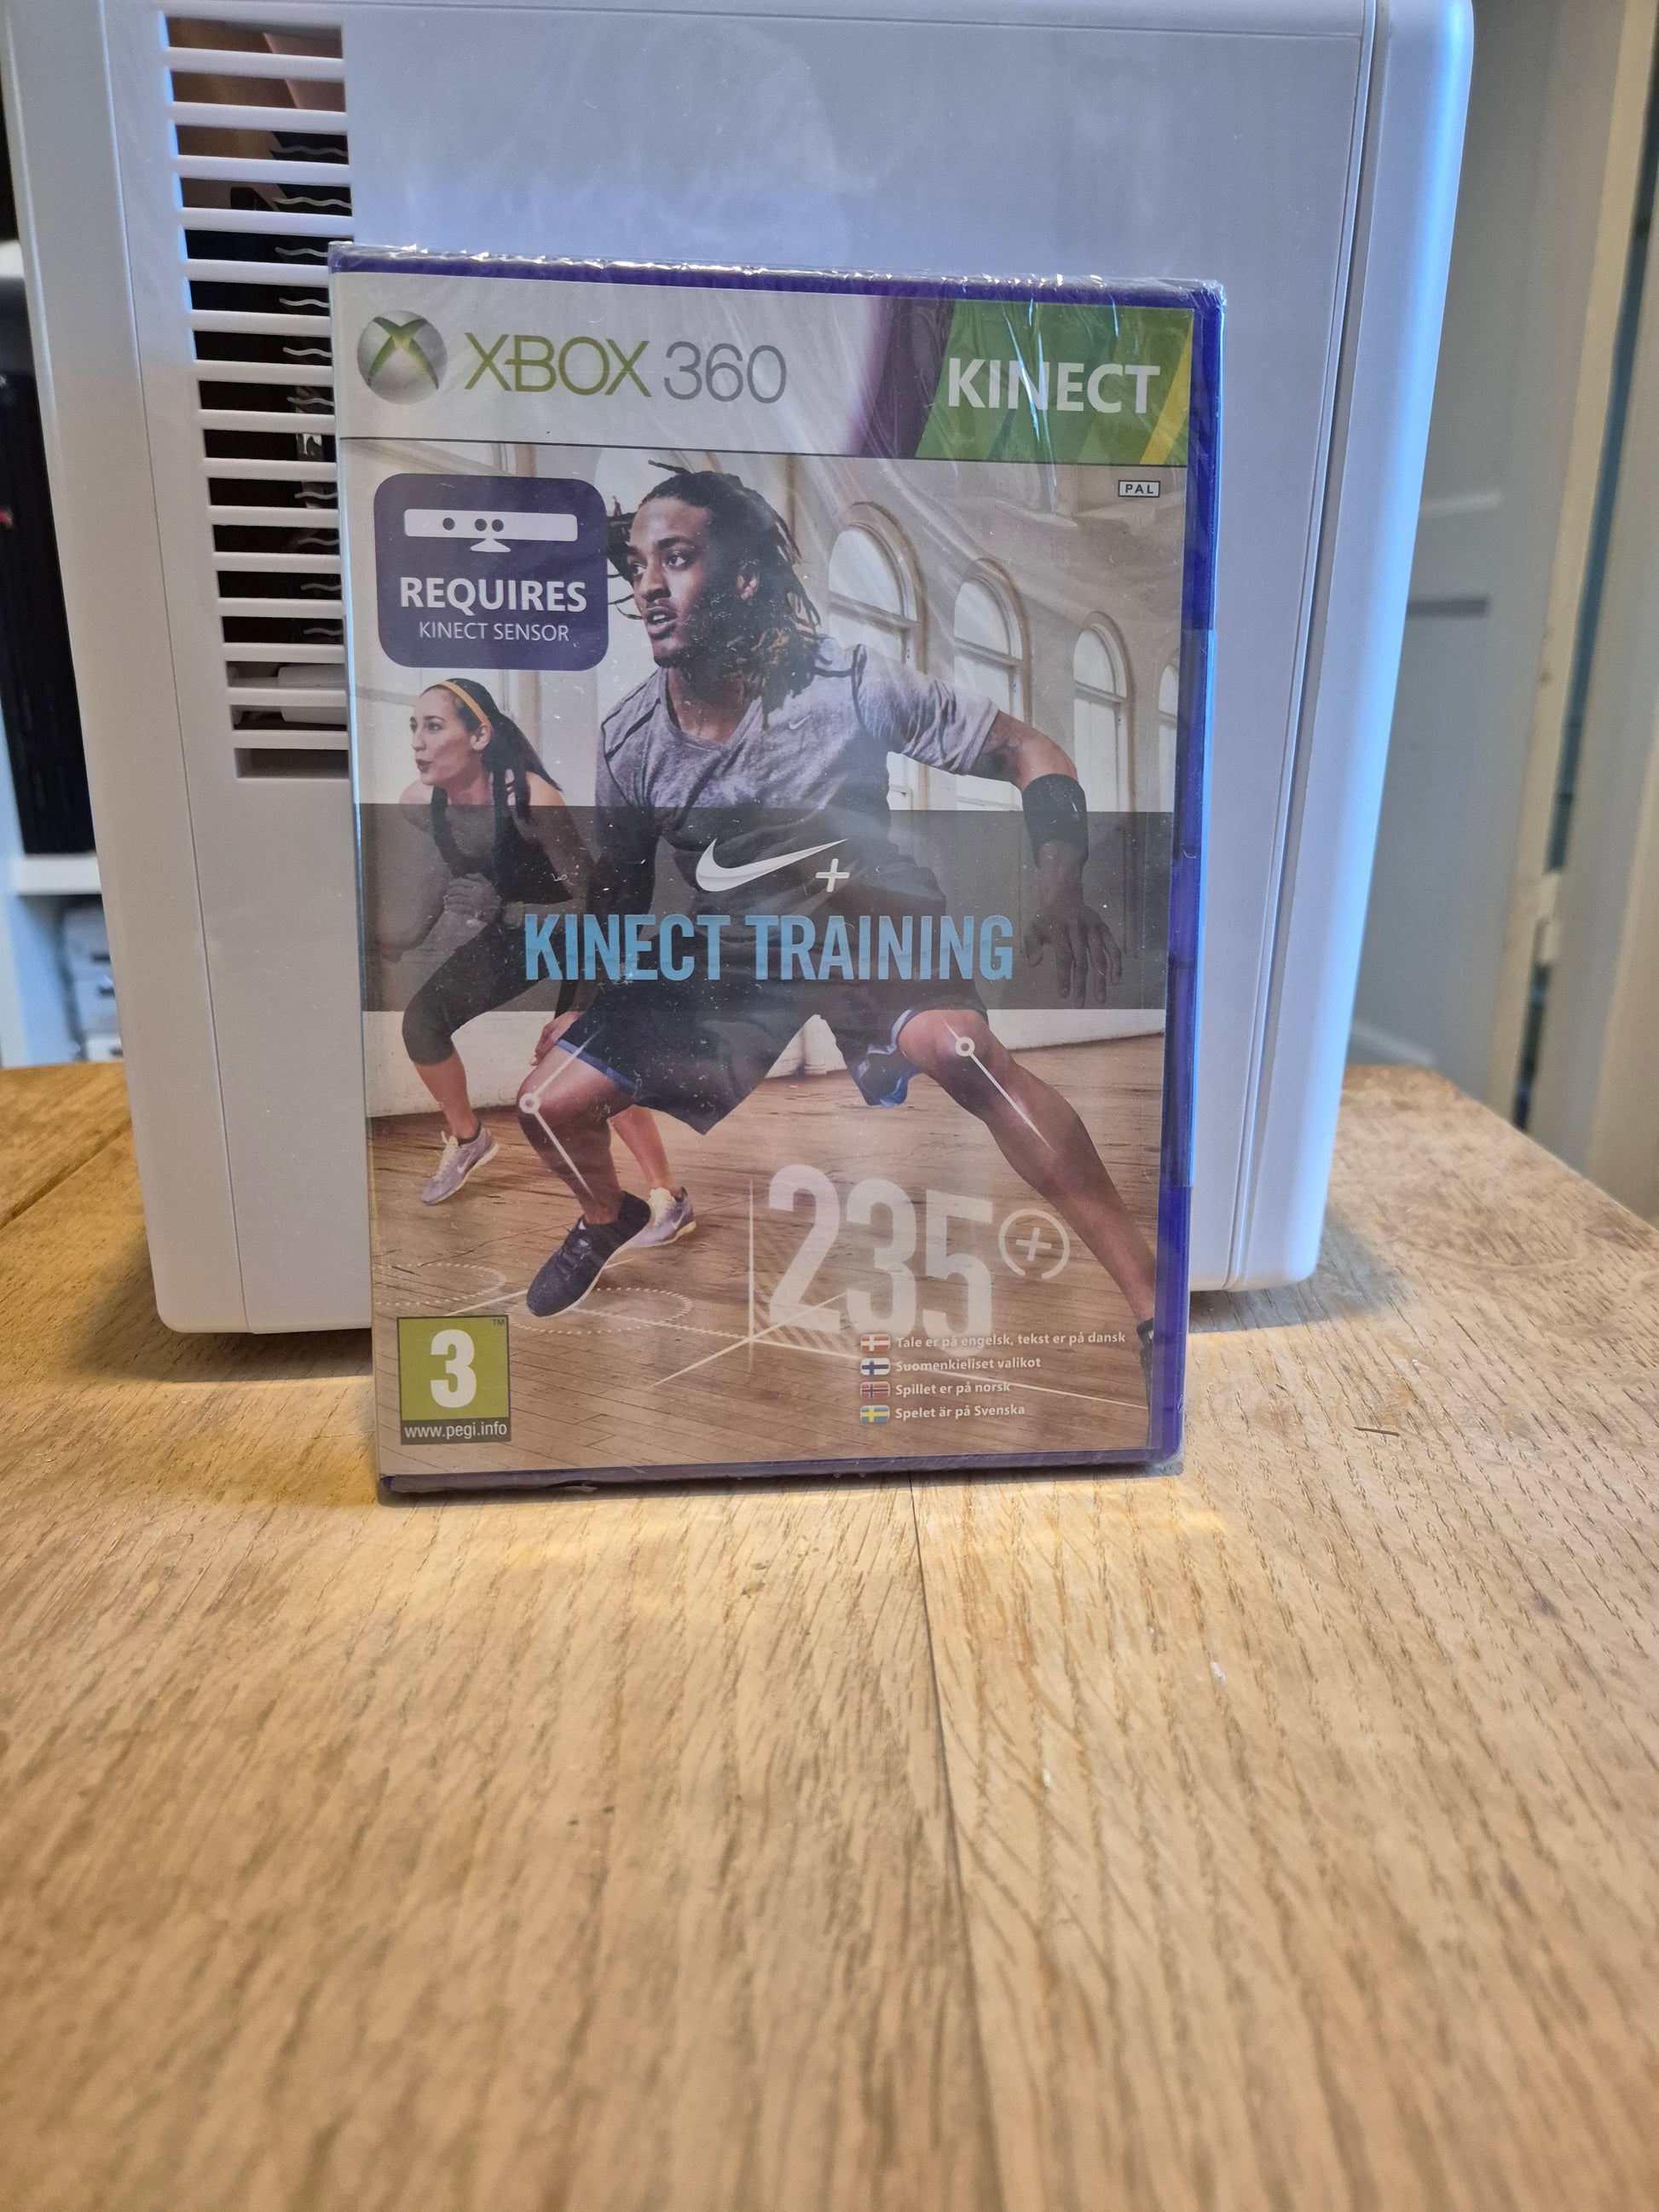 XBOX 360
KINECT
PAL
REQUIRES
KINECT SENSOR
+
KINECT TRAINING
235+
Tale er på engelsk, tekst er på dansk
Suomenkieliset valikot
Spillet er på norsk
Spelet är på Svenska
3™
www.pegi.info